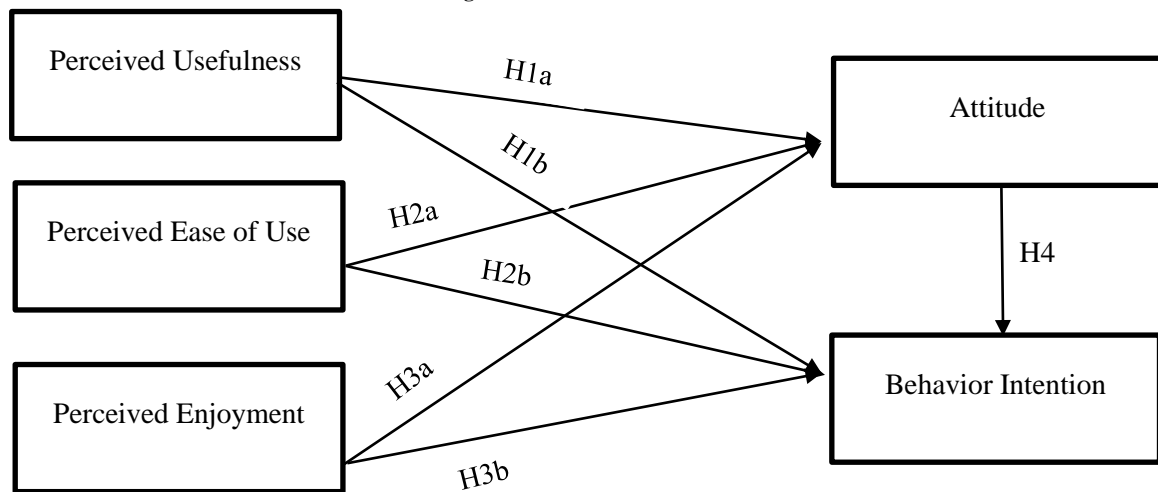 Perceived Usefulness
H1a
Attitude
H1b
Perceived Ease of Use
H2a
H2b
H4
H3a
Perceived Enjoyment
Behavior Intention
H3b